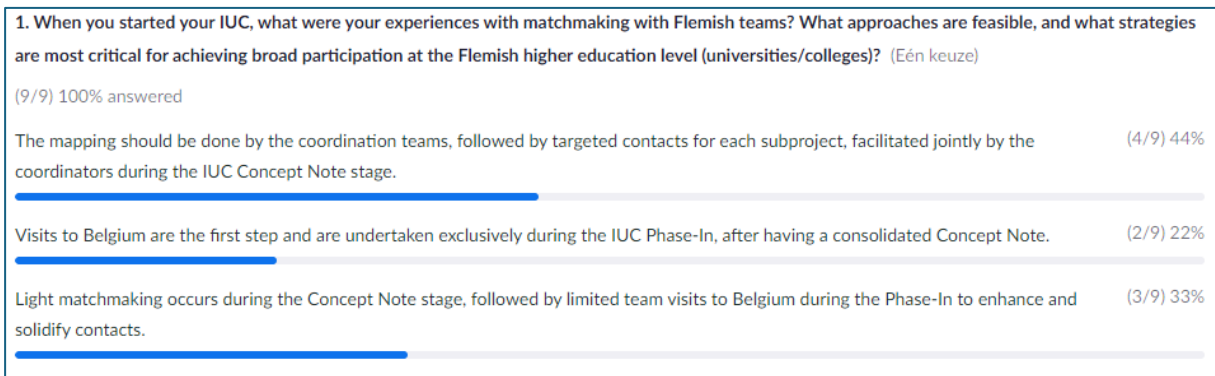 1. When you started your IUC, what were your experiences with matchmaking with Flemish teams? What approaches are feasible, and what strategies
are most critical for achieving broad participation at the Flemish higher education level (universities/colleges)? (Eén keuze)
(9/9) 100% answered
The mapping should be done by the coordination teams, followed by targeted contacts for each subproject, facilitated jointly by the (4/9) 44%
coordinators during the IUC Concept Note stage.
Visits to Belgium are the first step and are undertaken exclusively during the IUC Phase-In, after having a consolidated Concept Note. (2/9) 22%
Light matchmaking occurs during the Concept Note stage, followed by limited team visits to Belgium during the Phase-In to enhance and (3/9) 33%
solidify contacts.